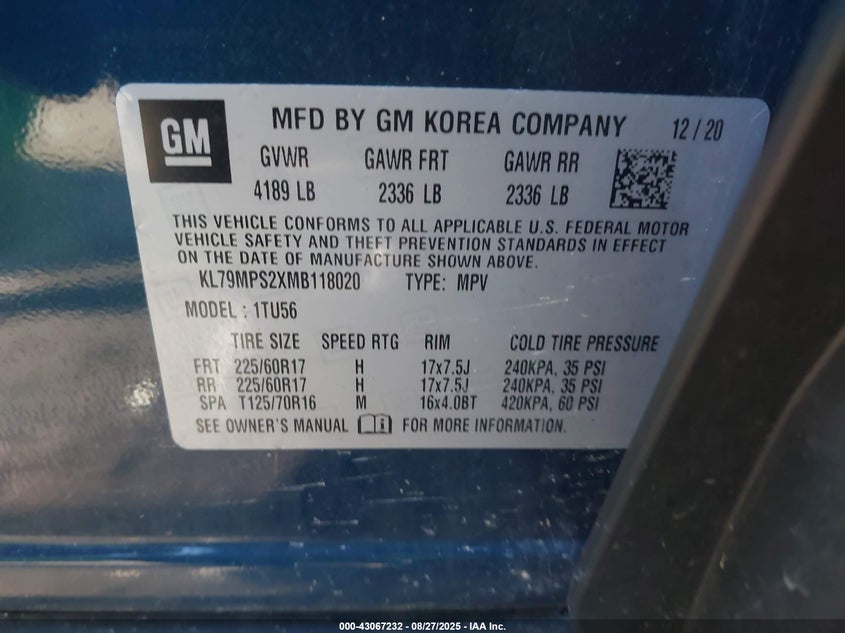 GM
MFD BY GM KOREA COMPANY 12/20
GVWR GAWR FRT GAWR RR
4189 LB 2336 LB 2336 LB
THIS VEHICLE CONFORMS TO ALL APPLICABLE U.S. FEDERAL MOTOR
VEHICLE SAFETY AND THEFT PREVENTION STANDARDS IN EFFECT
ON THE DATE OF MANUFACTURE SHOWN ABOVE.
KL79MPS2XMB118020 TYPE: MPV
MODEL : 1TU56
TIRE SIZE SPEED RTG RIM COLD TIRE PRESSURE
FRT 225/60R17 H 17x7.5J 240KPA, 35 PSI
RR 225/60R17 H 17x7.5J 240KPA, 35 PSI
SPA T125/70R16 M 16x4.0BT 420KPA, 60 PSI
SEE OWNER'S MANUAL i FOR MORE INFORMATION.
000-43067232 - 08/27/2025 - IAA Inc.